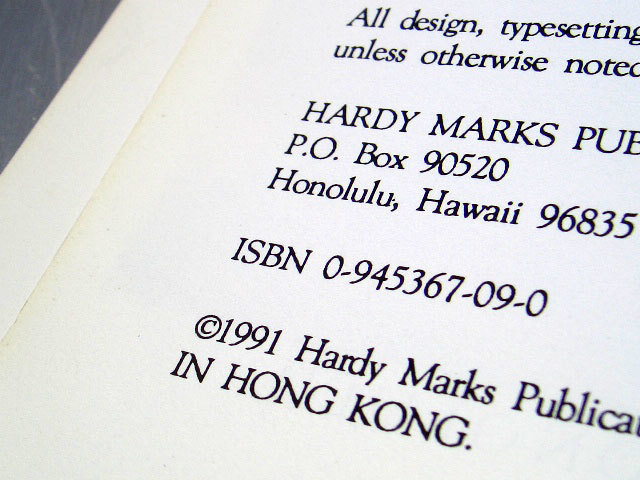 All design, typesetting
unless otherwise noted
HARDY MARKS PUB
P.O. Box 90520
Honolulu, Hawaii 96835
ISBN 0-945367-09-0
©1991 Hardy Marks Publicat
IN HONG KONG.